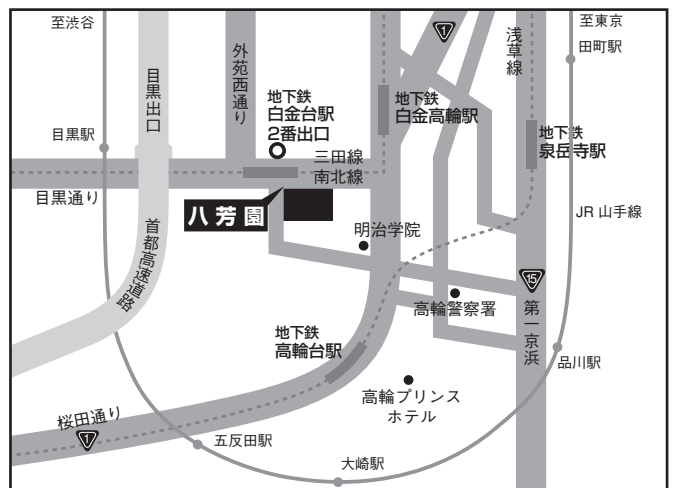 至渋谷
目黒出口
外苑西通り
1
浅草線
至東京
田町駅
地下鉄
白金台駅
2番出口
地下鉄
白金高輪駅
地下鉄
泉岳寺駅
目黒駅
三田線
南北線
目黒通り
八芳園
JR 山手線
明治学院
首都高速道路
15
高輪警察署
第一京浜
地下鉄
高輪台駅
品川駅
高輪プリンス
ホテル
桜田通り
1
五反田駅
大崎駅